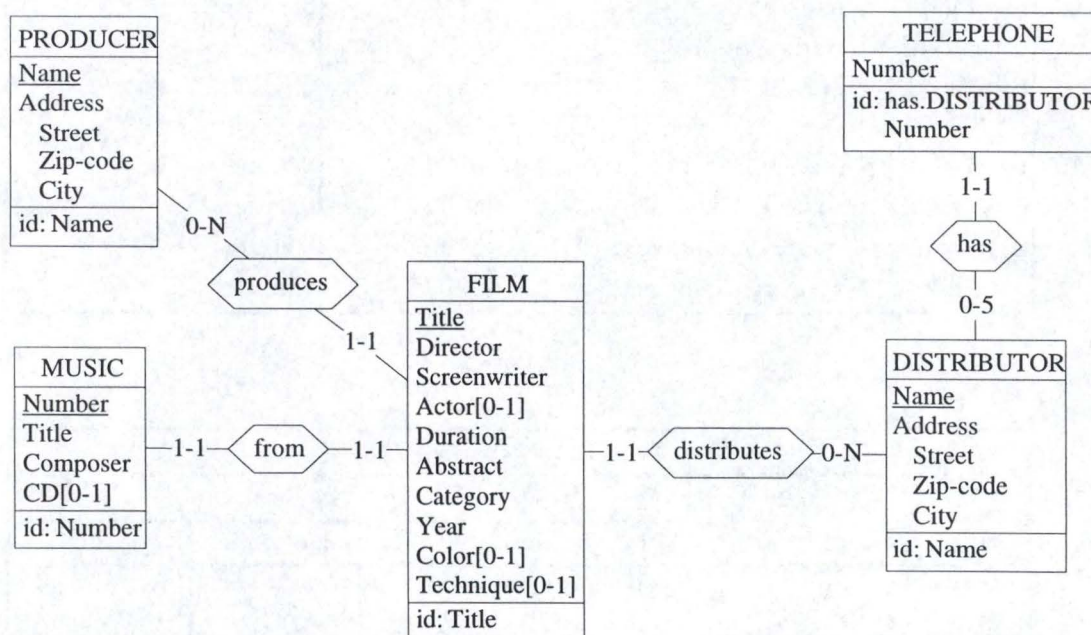 PRODUCER
Name
Address
Street
Zip-code
City
id: Name
0-N
produces
1-1
MUSIC
Number
Title
Composer
CD[0-1]
id: Number
1-1
from
1-1
FILM
Title
Director
Screenwriter
Actor[0-1]
Duration
Abstract
Category
Year
Color[0-1]
Technique[0-1]
id: Title
1-1
distributes
0-N
TELEPHONE
Number
id: has.DISTRIBUTOR
Number
1-1
has
0-5
DISTRIBUTOR
Name
Address
Street
Zip-code
City
id: Name